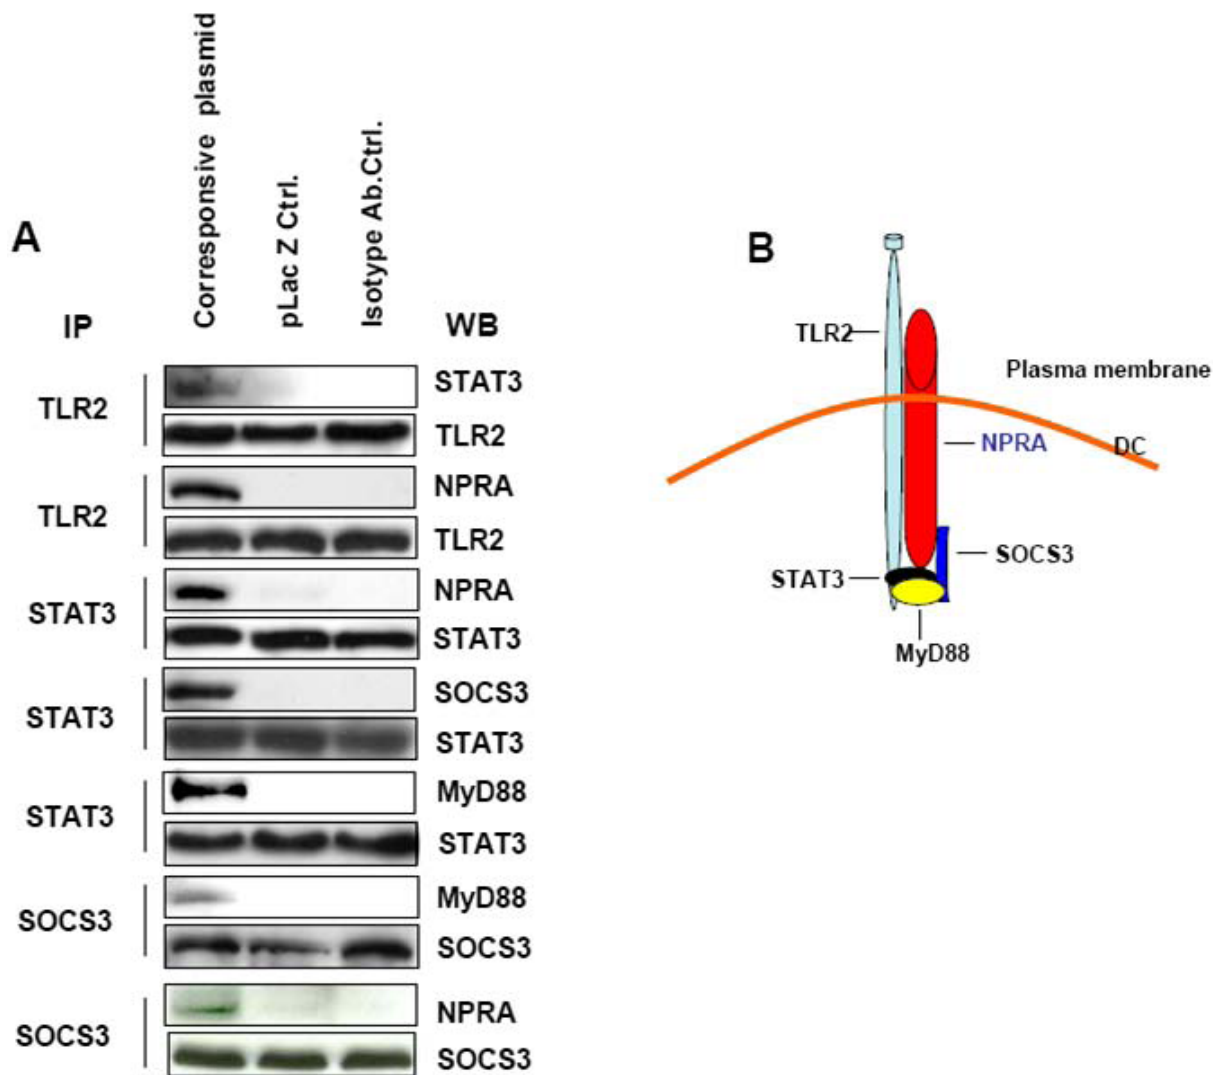 Corresponsive plasmid
pLac Z Ctrl.
Isotype Ab.Ctrl.
A
IP
WB
TLR2
STAT3
TLR2
TLR2
NPRA
TLR2
STAT3
NPRA
STAT3
STAT3
SOCS3
STAT3
STAT3
MyD88
STAT3
SOCS3
MyD88
SOCS3
SOCS3
NPRA
SOCS3
B
TLR2
Plasma membrane
NPRA
DC
SOCS3
STAT3
MyD88